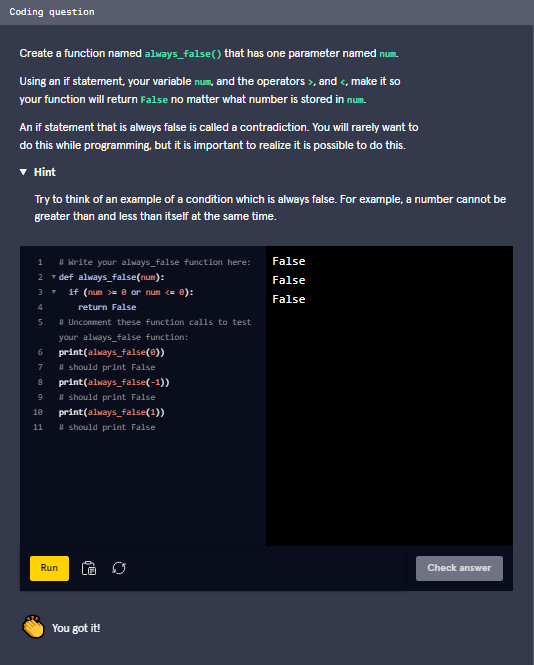 Coding question
Create a function named always_false() that has one parameter named num.
Using an if statement, your variable num, and the operators >, and <, make it so
your function will return False no matter what number is stored in num.
An if statement that is always false is called a contradiction. You will rarely want to
do this while programming, but it is important to realize it is possible to do this.
▼ Hint
Try to think of an example of a condition which is always false. For example, a number cannot be
greater than and less than itself at the same time.
1 # Write your always_false function here:
2 def always_false(num):
3 if (num >= 0 or num <= 0):
4 return False
5 # Uncomment these function calls to test
your always_false function:
6 print(always_false(0))
7 # should print False
8 print(always_false(-1))
9 # should print False
10 print(always_false(1))
11 # should print False
False
False
False
Run
Check answer
You got it!